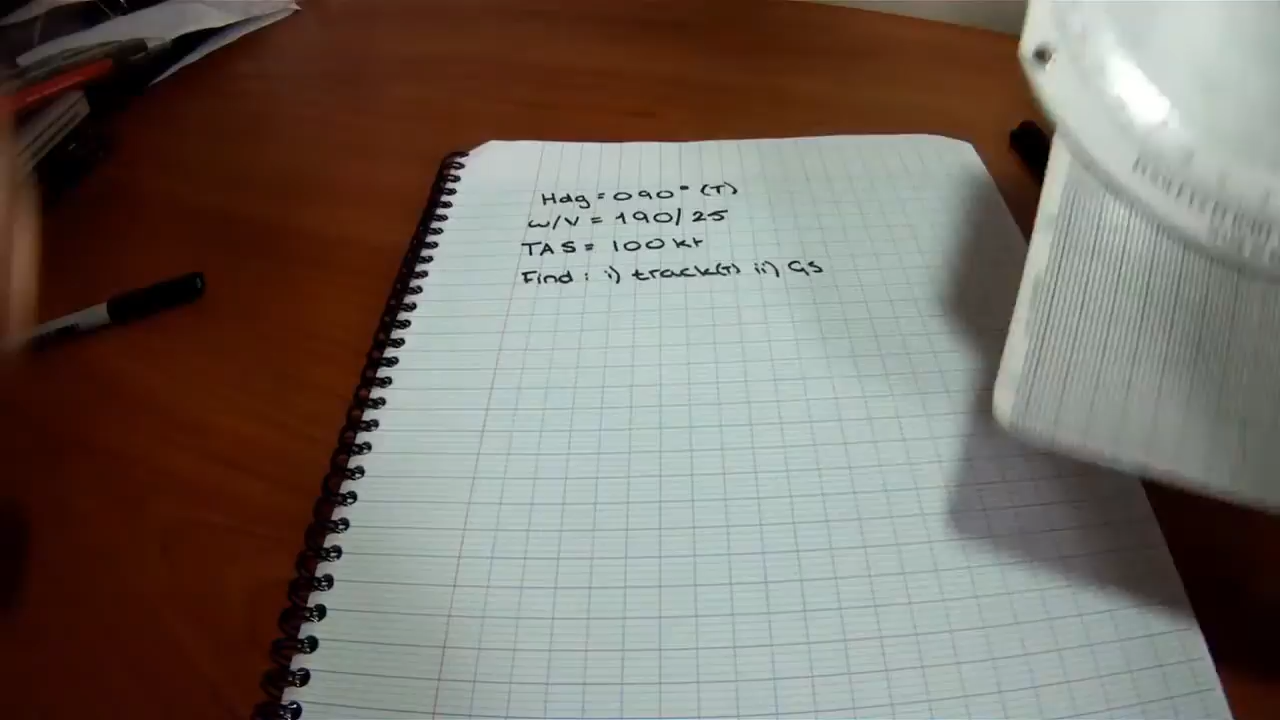 Hdg = 090° (T)
W/V = 190/25
TAS = 100 kt
Find : i) track(T) ii) GS